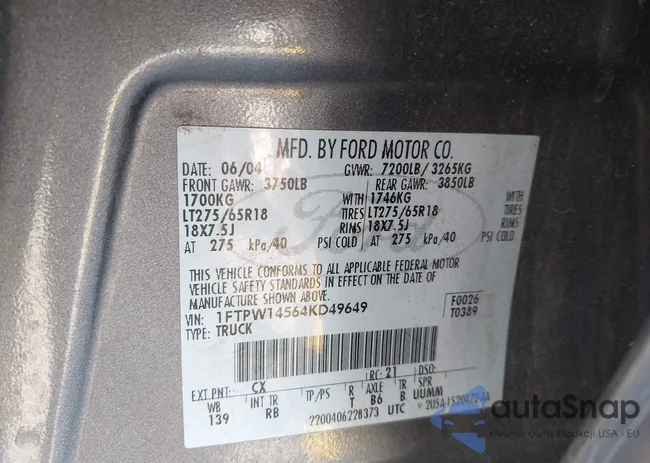 MFD. BY FORD MOTOR CO.
DATE: 06/04 GVWR: 7200LB/ 3265KG
FRONT GAWR: 3750LB REAR GAWR: 3850LB
1700KG WITH 1746KG WITH
LT275/65R18 TIRES LT275/65R18 TIRES
18X7.5J RIMS 18X7.5J RIMS
AT 275 kPa/40 PSI COLD AT 275 kPa/40 PSI COLD
THIS VEHICLE CONFORMS TO ALL APPLICABLE FEDERAL MOTOR
VEHICLE SAFETY STANDARDS IN EFFECT ON THE DATE OF
MANUFACTURE SHOWN ABOVE.
VIN: 1FTPW14564KD49649 F0026
TYPE: TRUCK T0389
EXT PNT: CX RC: 21 DSO:
WB INT TR TP/PS R AXLE TR SPR
139 RB T B6 B UUMM
2200406228373 UTC
Ford
autaSnap